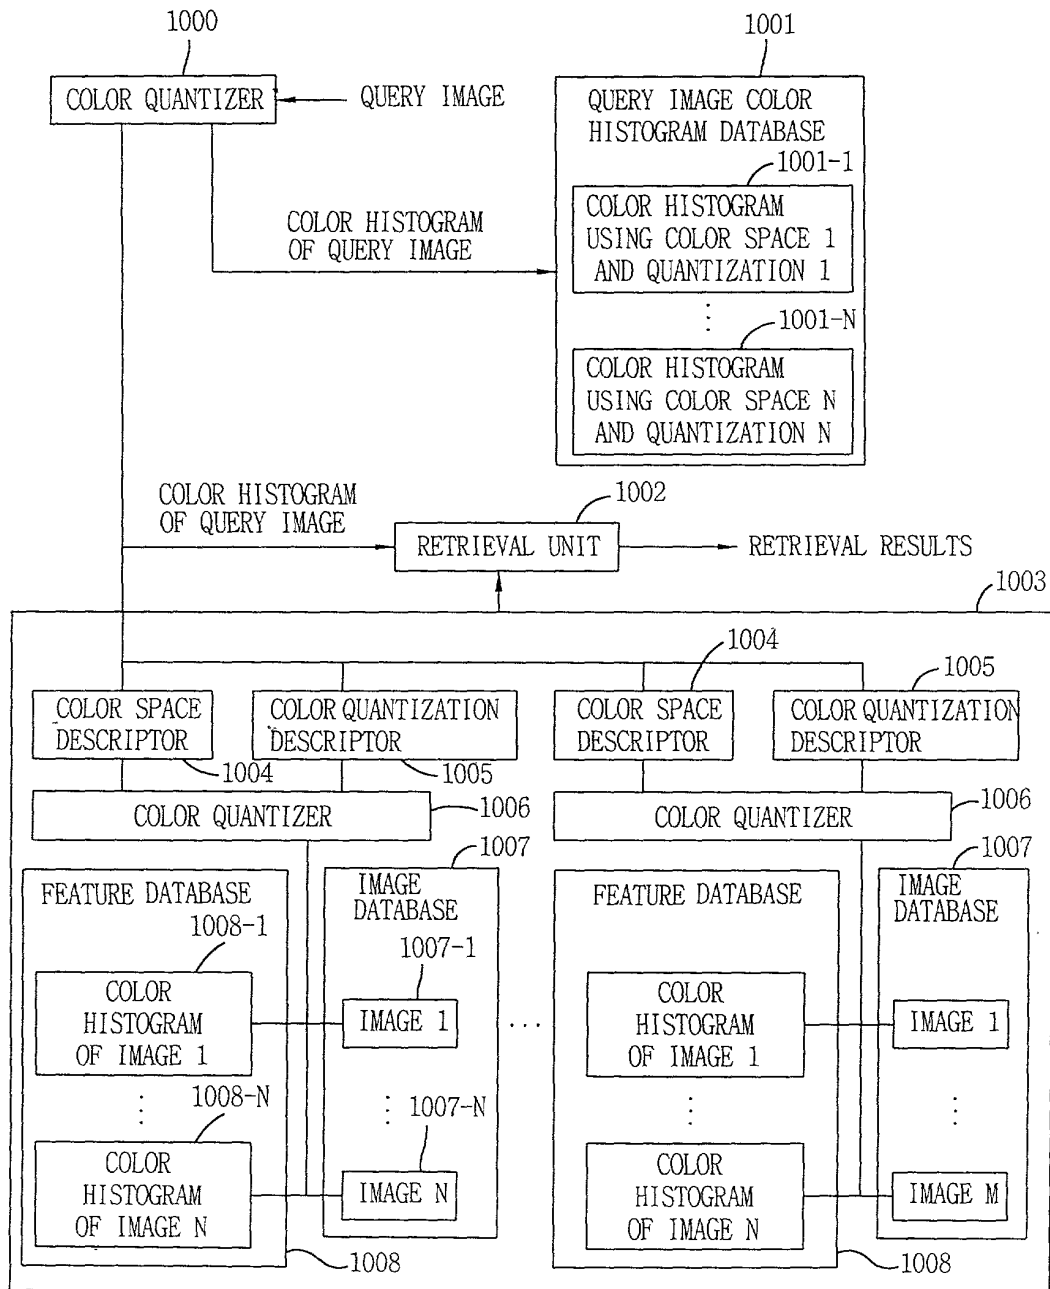 1000
1001
COLOR QUANTIZER
QUERY IMAGE
QUERY IMAGE COLOR
HISTOGRAM DATABASE
1001-1
COLOR HISTOGRAM
USING COLOR SPACE 1
AND QUANTIZATION 1
COLOR HISTOGRAM
OF QUERY IMAGE
1001-N
COLOR HISTOGRAM
USING COLOR SPACE N
AND QUANTIZATION N
COLOR HISTOGRAM
OF QUERY IMAGE
1002
RETRIEVAL UNIT
RETRIEVAL RESULTS
1003
1004
1005
COLOR SPACE
DESCRIPTOR
COLOR QUANTIZATION
DESCRIPTOR
COLOR SPACE
DESCRIPTOR
COLOR QUANTIZATION
DESCRIPTOR
1004
1005
COLOR QUANTIZER
1006
COLOR QUANTIZER
1006
1007
1007
FEATURE DATABASE
IMAGE
DATABASE
FEATURE DATABASE
IMAGE
DATABASE
1008-1
1007-1
COLOR
HISTOGRAM
OF IMAGE 1
IMAGE 1
...
COLOR
HISTOGRAM
OF IMAGE 1
IMAGE 1
1008-N
1007-N
COLOR
HISTOGRAM
OF IMAGE N
IMAGE N
COLOR
HISTOGRAM
OF IMAGE N
IMAGE M
1008
1008